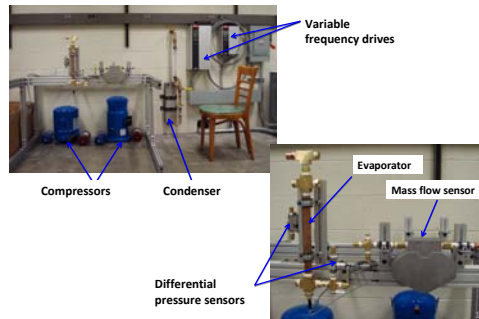 Variable
frequency drives
Compressors
Condenser
Evaporator
Mass flow sensor
Differential
pressure sensors